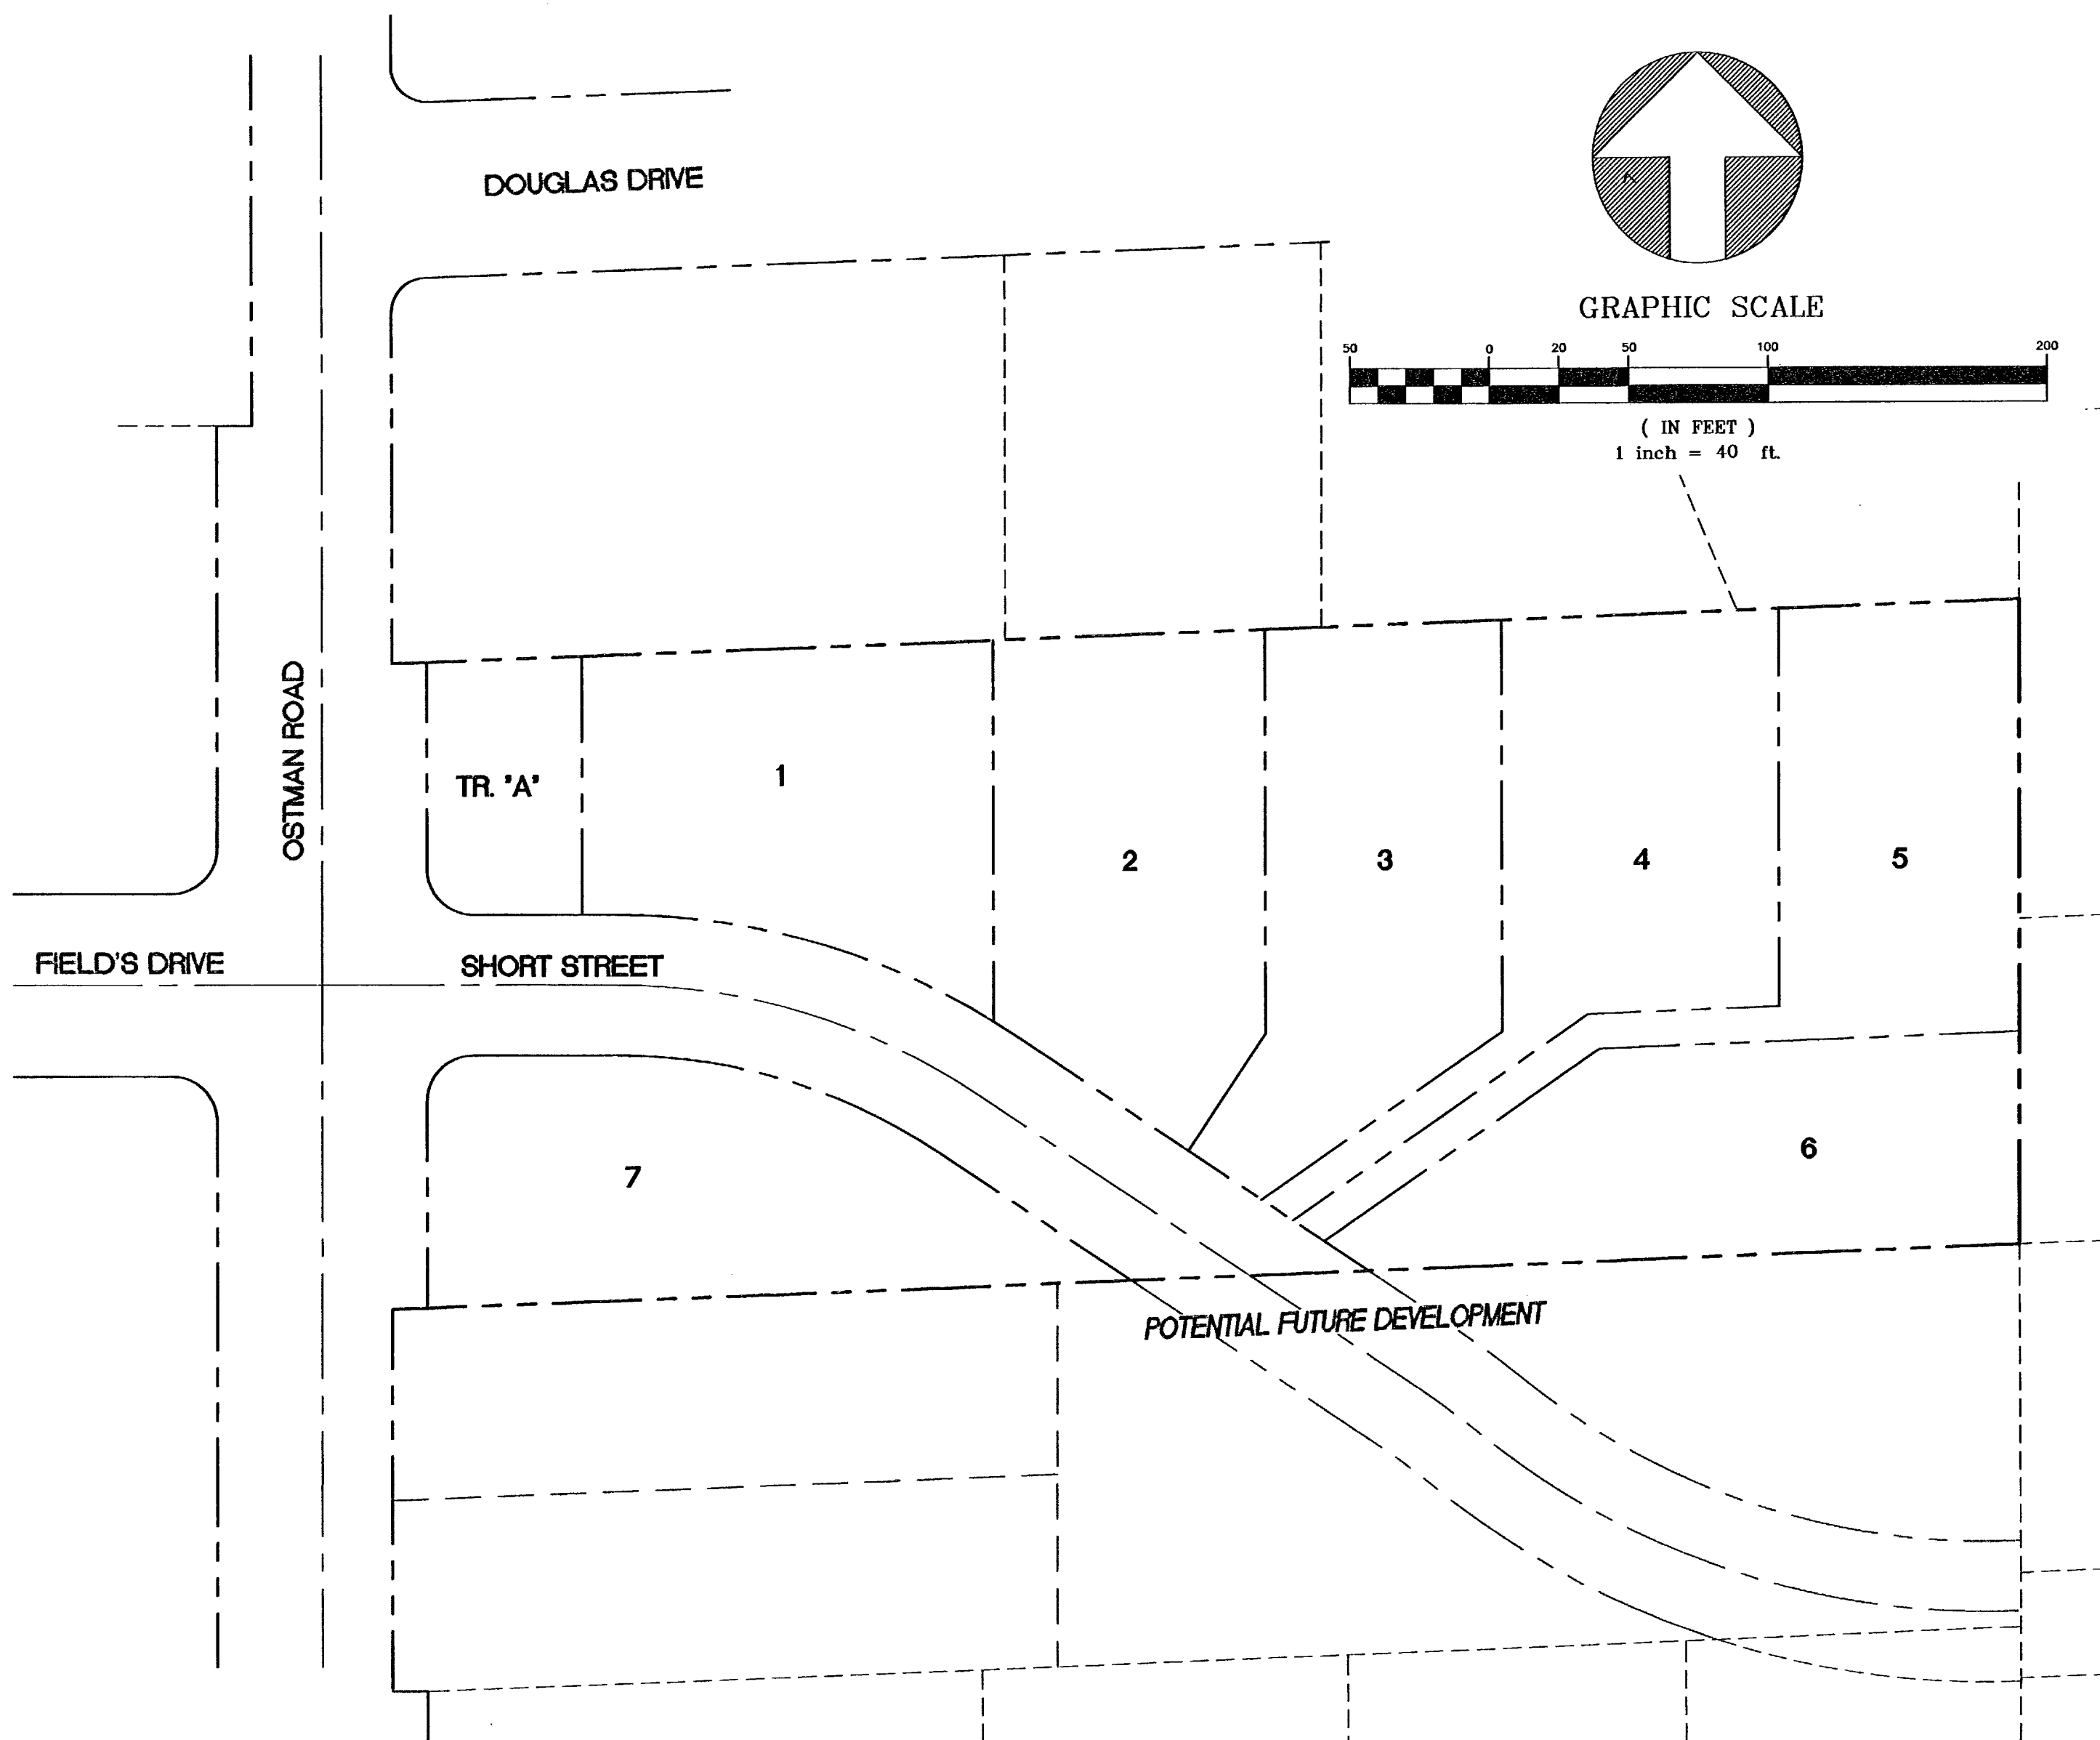 DOUGLAS DRIVE
GRAPHIC SCALE
50 0 20 50 100 200
( IN FEET )
1 inch = 40 ft.
OSTMAN ROAD
TR. "A"
1
2
3
4
5
FIELD'S DRIVE
SHORT STREET
6
7
POTENTIAL FUTURE DEVELOPMENT